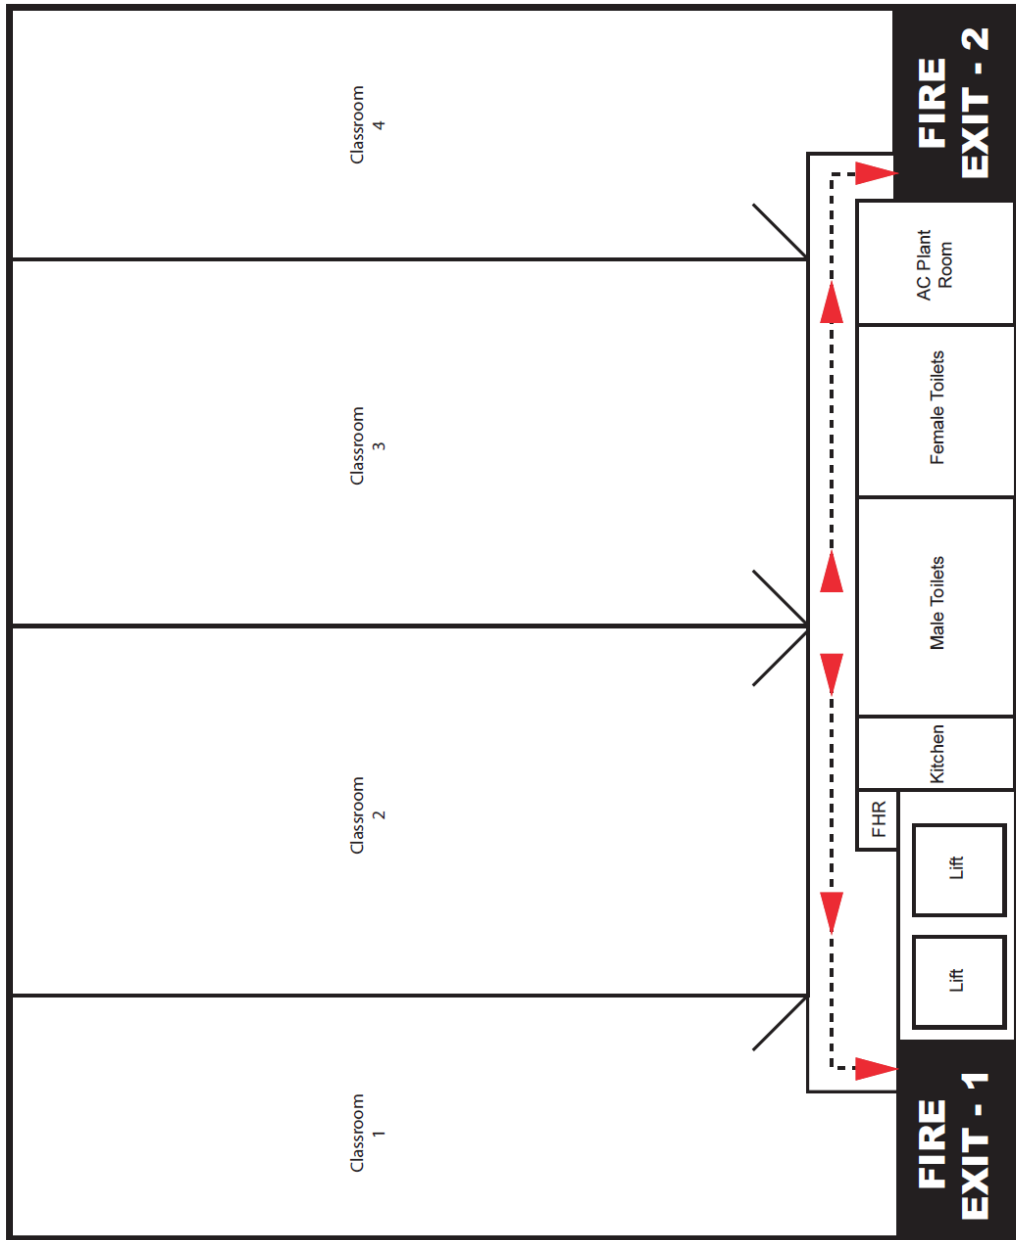 Classroom
1
Classroom
2
Classroom
3
Classroom
4
FIRE
EXIT - 1
Lift
Lift
FHR
Kitchen
Male Toilets
Female Toilets
AC Plant
Room
FIRE
EXIT - 2